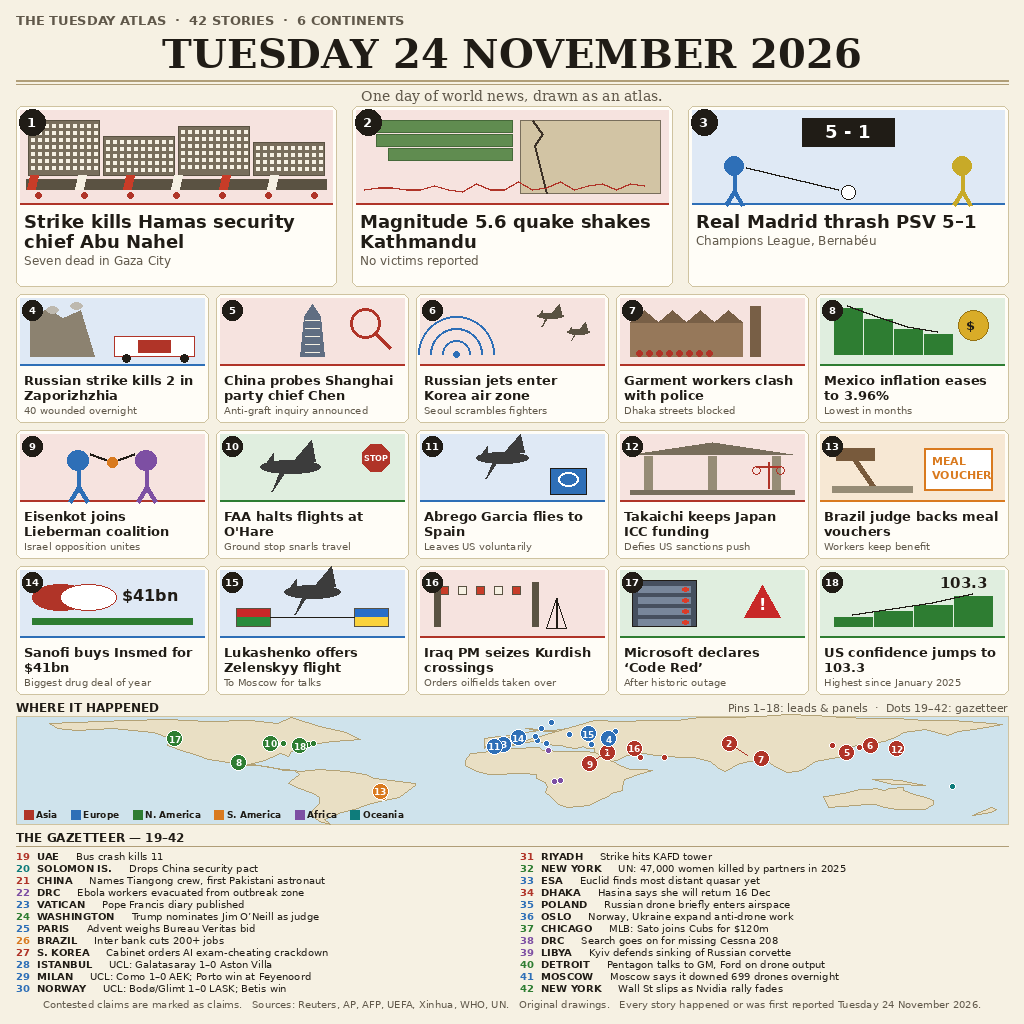 THE TUESDAY ATLAS · 42 STORIES · 6 CONTINENTS
TUESDAY 24 NOVEMBER 2026
One day of world news, drawn as an atlas.
1
Strike kills Hamas security
chief Abu Nahel
Seven dead in Gaza City
2
Magnitude 5.6 quake shakes
Kathmandu
No victims reported
3
5 - 1
Real Madrid thrash PSV 5–1
Champions League, Bernabéu
4
Russian strike kills 2 in
Zaporizhzhia
40 wounded overnight
5
China probes Shanghai
party chief Chen
Anti-graft inquiry announced
6
Russian jets enter
Korea air zone
Seoul scrambles fighters
7
Garment workers clash
with police
Dhaka streets blocked
8
$
Mexico inflation eases
to 3.96%
Lowest in months
9
Eisenkot joins
Lieberman coalition
Israel opposition unites
10
STOP
FAA halts flights at
O'Hare
Ground stop snarls travel
11
Abrego Garcia flies to
Spain
Leaves US voluntarily
12
Takaichi keeps Japan
ICC funding
Defies US sanctions push
13
MEAL
VOUCHER
Brazil judge backs meal
vouchers
Workers keep benefit
14
$41bn
Sanofi buys Insmed for
$41bn
Biggest drug deal of year
15
Lukashenko offers
Zelenskyy flight
To Moscow for talks
16
Iraq PM seizes Kurdish
crossings
Orders oilfields taken over
17
!
Microsoft declares
‘Code Red’
After historic outage
18
103.3
US confidence jumps to
103.3
Highest since January 2025
WHERE IT HAPPENED
Pins 1–18: leads & panels · Dots 19–42: gazetteer
17
10
18
8
13
11
3
14
15
4
1
16
9
2
7
5
6
12
Asia
Europe
N. America
S. America
Africa
Oceania
THE GAZETTEER — 19–42
19 UAE Bus crash kills 11
20 SOLOMON IS. Drops China security pact
21 CHINA Names Tiangong crew, first Pakistani astronaut
22 DRC Ebola workers evacuated from outbreak zone
23 VATICAN Pope Francis diary published
24 WASHINGTON Trump nominates Jim O’Neill as judge
25 PARIS Advent weighs Bureau Veritas bid
26 BRAZIL Inter bank cuts 200+ jobs
27 S. KOREA Cabinet orders AI exam-cheating crackdown
28 ISTANBUL UCL: Galatasaray 1–0 Aston Villa
29 MILAN UCL: Como 1–0 AEK; Porto win at Feyenoord
30 NORWAY UCL: Bodø/Glimt 1–0 LASK; Betis win
31 RIYADH Strike hits KAFD tower
32 NEW YORK UN: 47,000 women killed by partners in 2025
33 ESA Euclid finds most distant quasar yet
34 DHAKA Hasina says she will return 16 Dec
35 POLAND Russian drone briefly enters airspace
36 OSLO Norway, Ukraine expand anti-drone work
37 CHICAGO MLB: Sato joins Cubs for $120m
38 DRC Search goes on for missing Cessna 208
39 LIBYA Kyiv defends sinking of Russian corvette
40 DETROIT Pentagon talks to GM, Ford on drone output
41 MOSCOW Moscow says it downed 699 drones overnight
42 NEW YORK Wall St slips as Nvidia rally fades
Contested claims are marked as claims. Sources: Reuters, AP, AFP, UEFA, Xinhua, WHO, UN. Original drawings. Every story happened or was first reported Tuesday 24 November 2026.